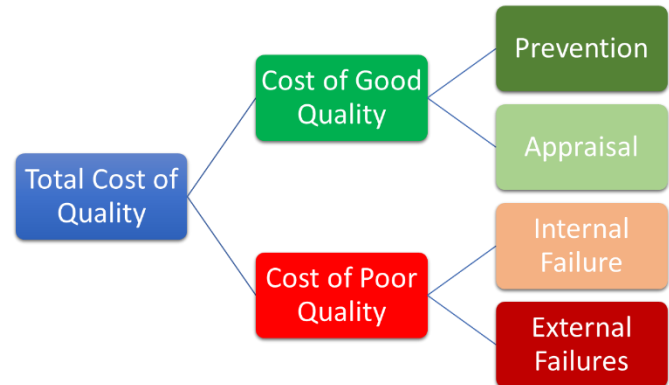 Total Cost of
Quality
Cost of Good
Quality
Prevention
Appraisal
Cost of Poor
Quality
Internal
Failure
External
Failures